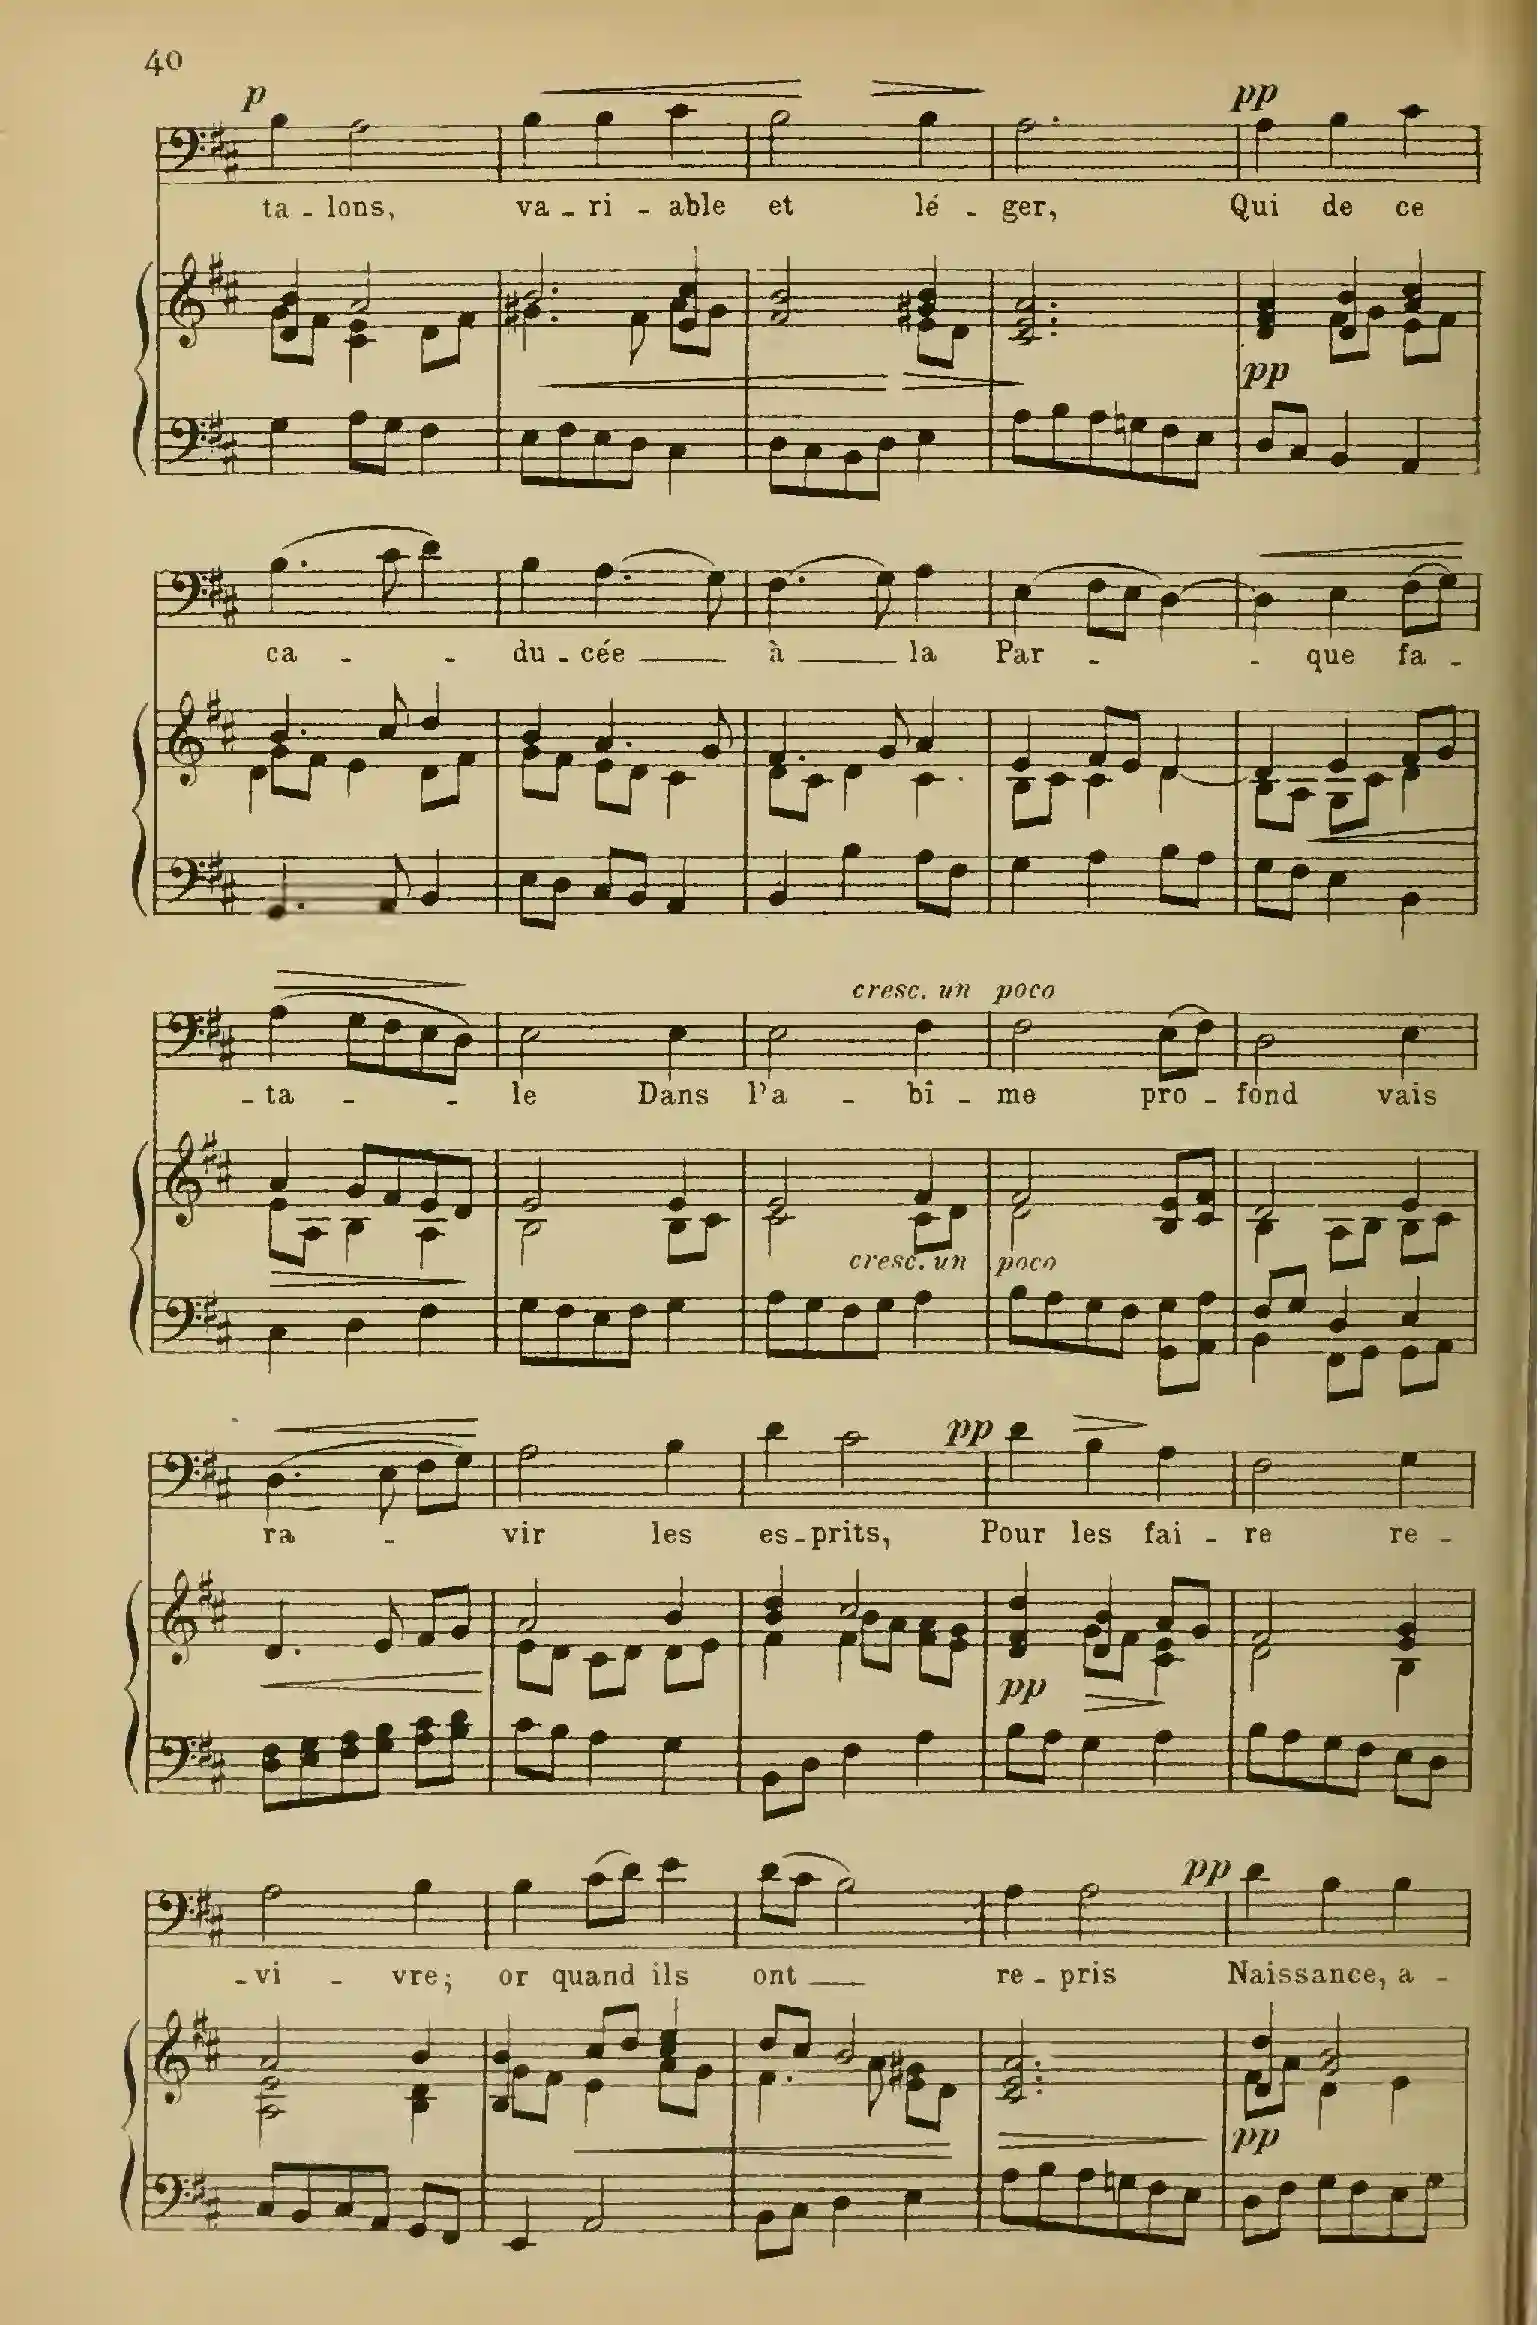 40
p
pp
ta - lons, va - ri - able et lé - ger, Qui de ce
pp
ca - - du - cée à la Par - - que fa -
cresc. un poco
- ta - - le Dans l'a - bî - me pro - fond vais
cresc. un poco
pp
ra - vir les es - prits, Pour les fai - re re -
pp
pp
- vi - vre; or quand ils ont re - pris Naissance, a -
pp